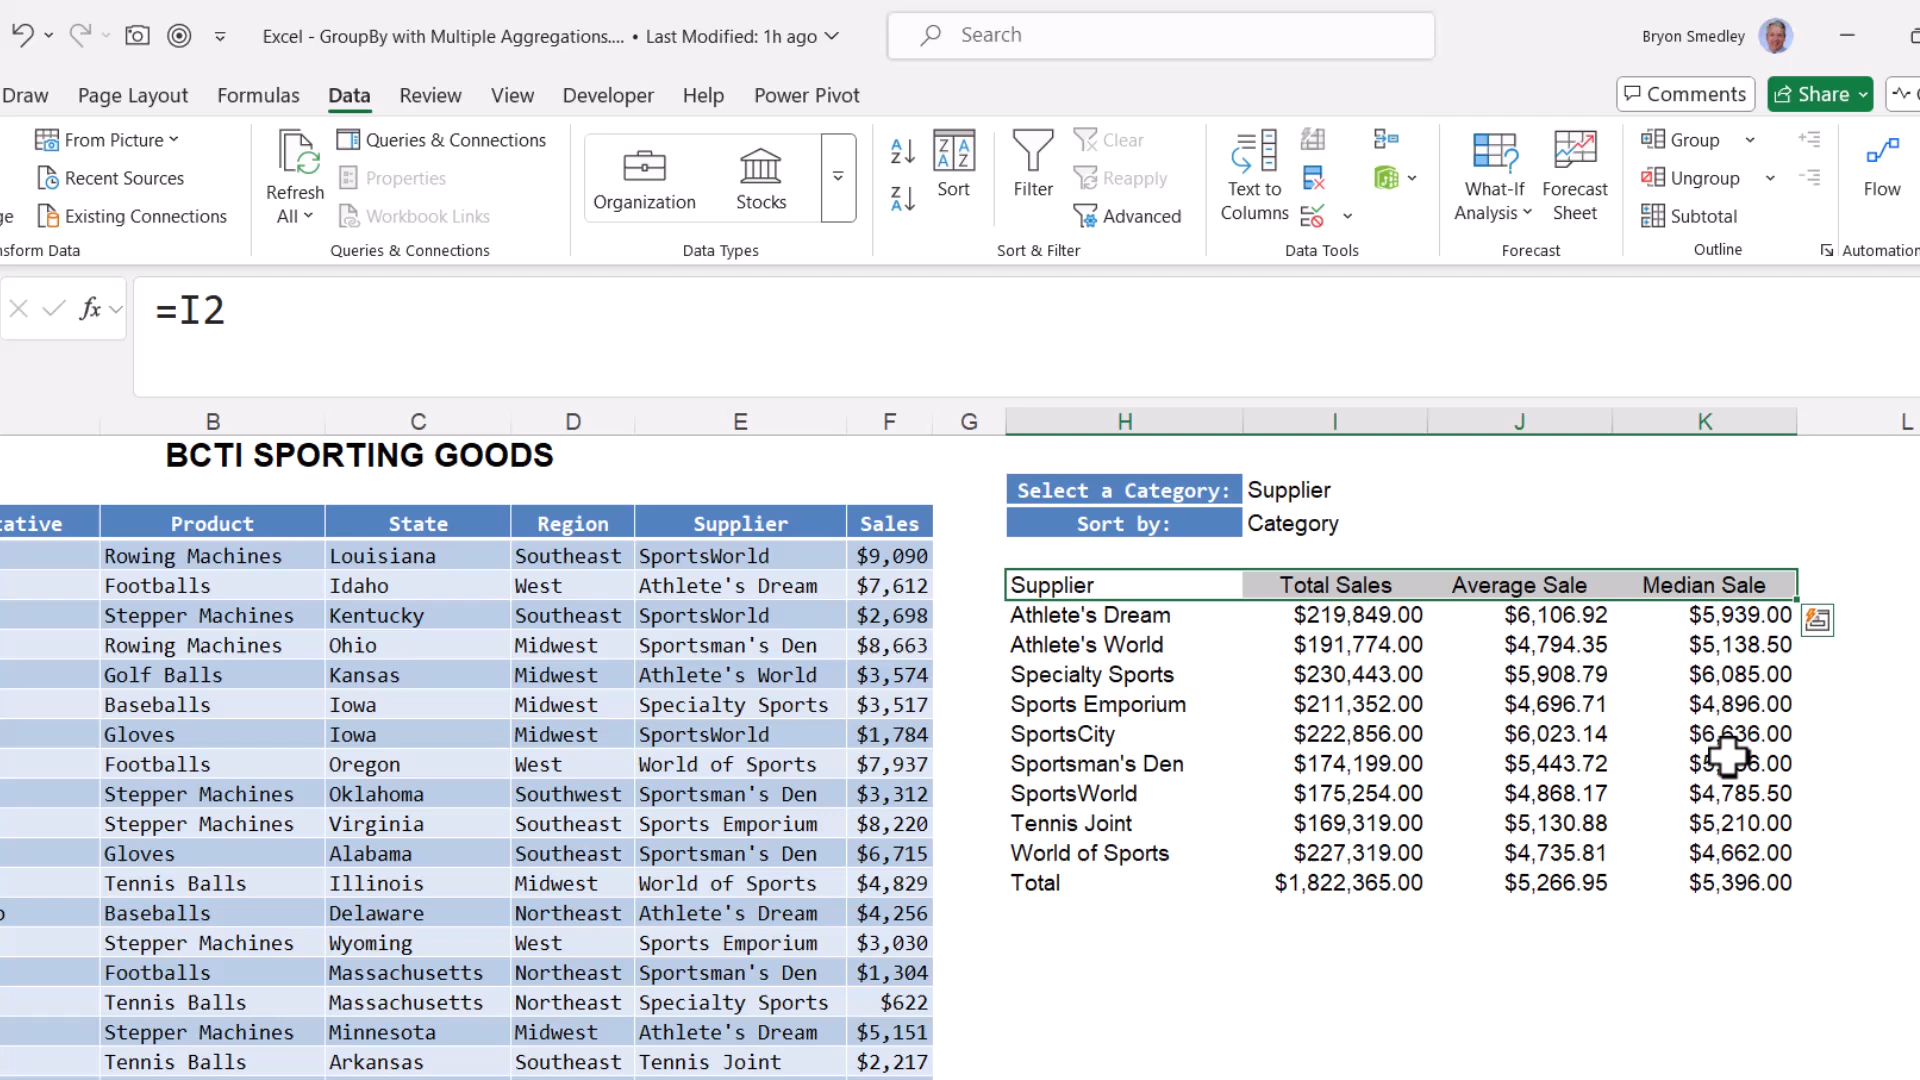 Excel - GroupBy with Multiple Aggregations.... • Last Modified: 1h ago
Search
Bryon Smedley
Draw Page Layout Formulas Data Review View Developer Help Power Pivot
Comments
Share
From Picture
Recent Sources
Existing Connections
sform Data
Refresh
All
Queries & Connections
Properties
Workbook Links
Queries & Connections
Organization
Stocks
Data Types
Sort
Filter
Clear
Reapply
Advanced
Sort & Filter
Text to
Columns
Data Tools
What-If
Analysis
Forecast
Sheet
Forecast
Group
Ungroup
Subtotal
Outline
Flow
Automation
fx
=I2
B C D E F G H I J K L
BCTI SPORTING GOODS
Select a Category: Supplier
Sort by: Category
tative Product State Region Supplier Sales
Rowing Machines Louisiana Southeast SportsWorld $9,090
Footballs Idaho West Athlete's Dream $7,612
Stepper Machines Kentucky Southeast SportsWorld $2,698
Rowing Machines Ohio Midwest Sportsman's Den $8,663
Golf Balls Kansas Midwest Athlete's World $3,574
Baseballs Iowa Midwest Specialty Sports $3,517
Gloves Iowa Midwest SportsWorld $1,784
Footballs Oregon West World of Sports $7,937
Stepper Machines Oklahoma Southwest Sportsman's Den $3,312
Stepper Machines Virginia Southeast Sports Emporium $8,220
Gloves Alabama Southeast Sportsman's Den $6,715
Tennis Balls Illinois Midwest World of Sports $4,829
Baseballs Delaware Northeast Athlete's Dream $4,256
Stepper Machines Wyoming West Sports Emporium $3,030
Footballs Massachusetts Northeast Sportsman's Den $1,304
Tennis Balls Massachusetts Northeast Specialty Sports $622
Stepper Machines Minnesota Midwest Athlete's Dream $5,151
Tennis Balls Arkansas Southeast Tennis Joint $2,217
Supplier Total Sales Average Sale Median Sale
Athlete's Dream $219,849.00 $6,106.92 $5,939.00
Athlete's World $191,774.00 $4,794.35 $5,138.50
Specialty Sports $230,443.00 $5,908.79 $6,085.00
Sports Emporium $211,352.00 $4,696.71 $4,896.00
SportsCity $222,856.00 $6,023.14 $6,636.00
Sportsman's Den $174,199.00 $5,443.72
SportsWorld $175,254.00 $4,868.17 $4,785.50
Tennis Joint $169,319.00 $5,130.88 $5,210.00
World of Sports $227,319.00 $4,735.81 $4,662.00
Total $1,822,365.00 $5,266.95 $5,396.00